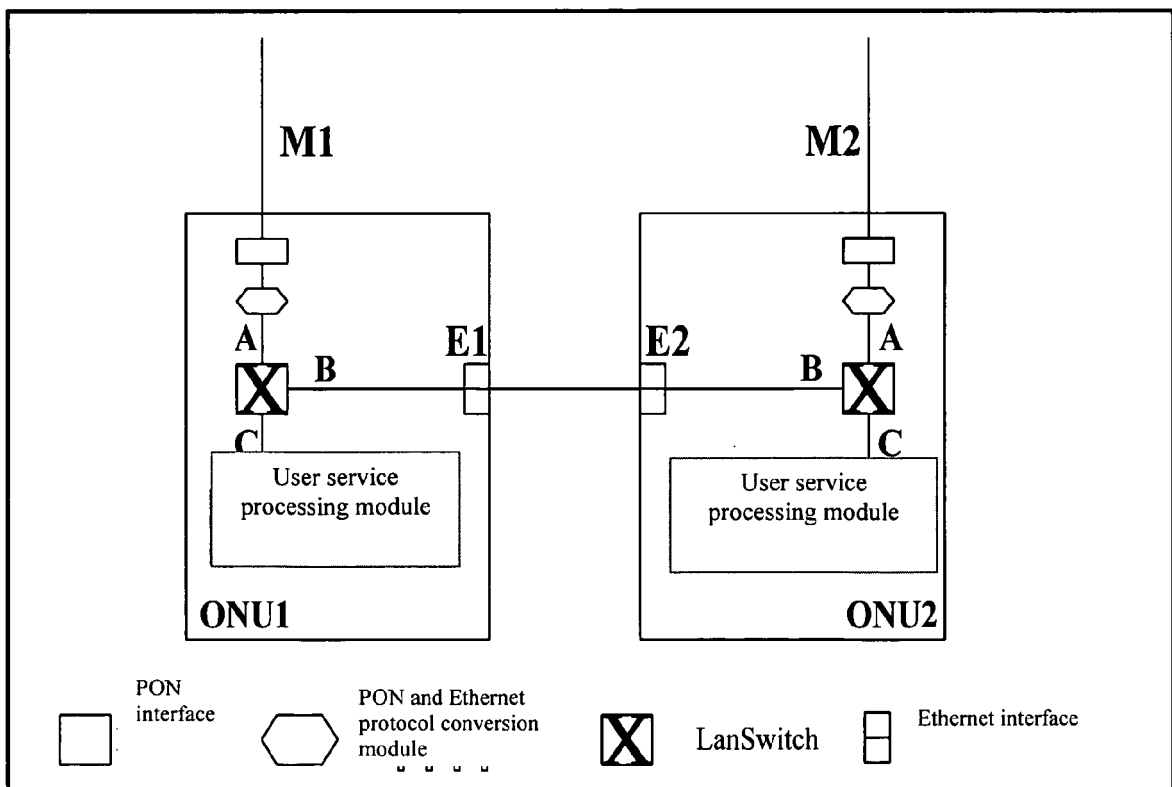 M1
M2
A
A
E1
E2
B
B
C
C
User service
processing module
User service
processing module
ONU1
ONU2
PON
interface
PON and Ethernet
protocol conversion
module
LanSwitch
Ethernet interface